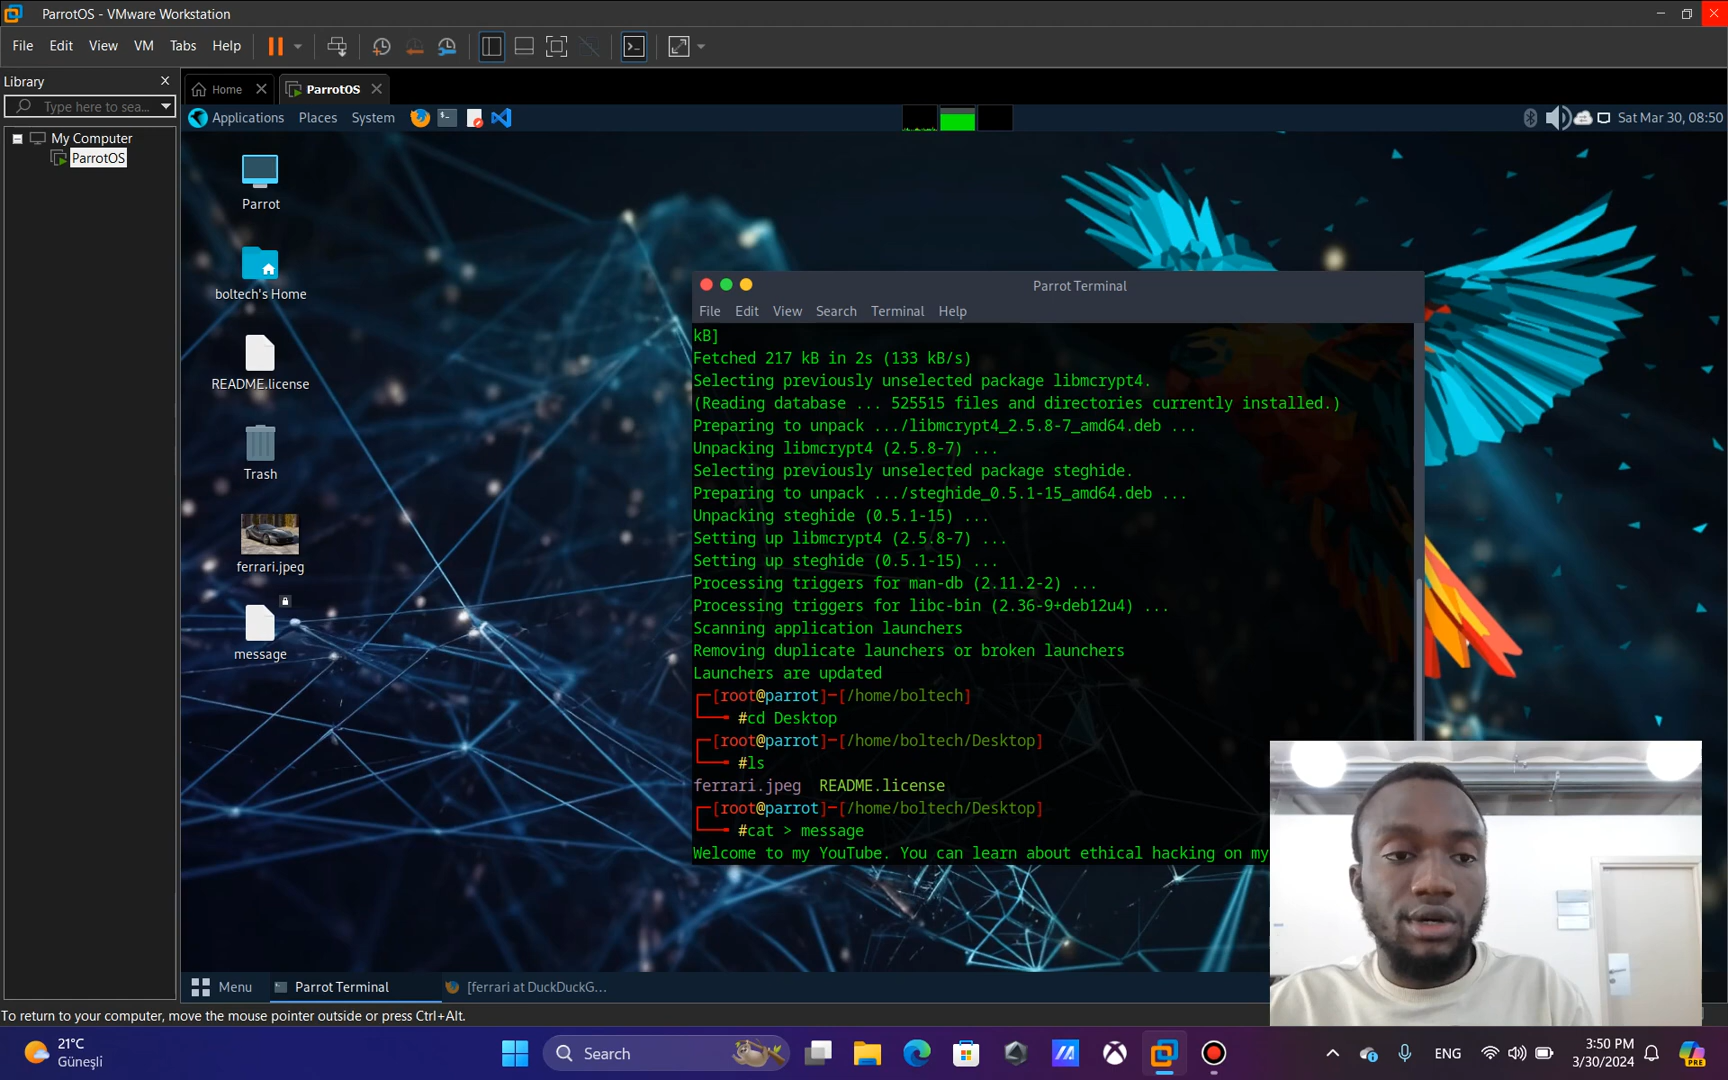 ParrotOS - VMware Workstation
File Edit View VM Tabs Help
Library
Type here to sea...
My Computer
ParrotOS
Home
ParrotOS
Applications Places System
Sat Mar 30, 08:50
Parrot
boltech's Home
README.license
Trash
ferrari.jpeg
message
Parrot Terminal
File Edit View Search Terminal Help
kB]
Fetched 217 kB in 2s (133 kB/s)
Selecting previously unselected package libmcrypt4.
(Reading database ... 525515 files and directories currently installed.)
Preparing to unpack .../libmcrypt4_2.5.8-7_amd64.deb ...
Unpacking libmcrypt4 (2.5.8-7) ...
Selecting previously unselected package steghide.
Preparing to unpack .../steghide_0.5.1-15_amd64.deb ...
Unpacking steghide (0.5.1-15) ...
Setting up libmcrypt4 (2.5.8-7) ...
Setting up steghide (0.5.1-15) ...
Processing triggers for man-db (2.11.2-2) ...
Processing triggers for libc-bin (2.36-9+deb12u4) ...
Scanning application launchers
Removing duplicate launchers or broken launchers
Launchers are updated
[root@parrot]─[/home/boltech]
#cd Desktop
[root@parrot]─[/home/boltech/Desktop]
#ls
ferrari.jpeg README.license
[root@parrot]─[/home/boltech/Desktop]
#cat > message
Welcome to my YouTube. You can learn about ethical hacking on my
Menu
Parrot Terminal
[ferrari at DuckDuckG...
To return to your computer, move the mouse pointer outside or press Ctrl+Alt.
21°C
Güneşli
Search
ENG
3:50 PM
3/30/2024
PRE